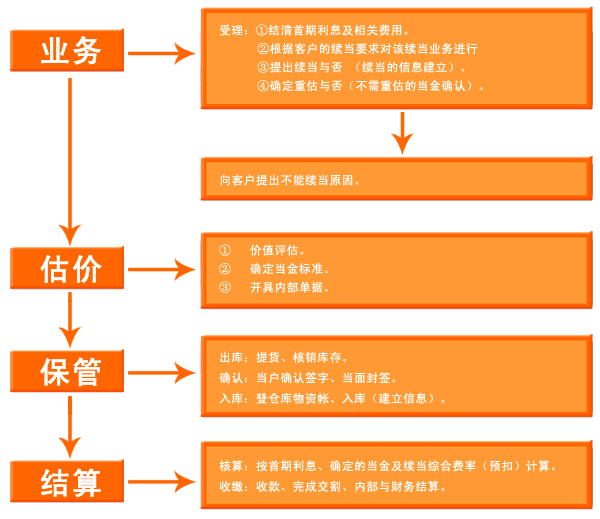 业务
受理：①结清首期利息及相关费用。
②根据客户的续当要求对该续当业务进行
③提出续当与否 （续当的信息建立）。
④确定重估与否（不需重估的当金确认）。
向客户提出不能续当原因。
估价
① 价值评估。
② 确定当金标准。
③ 开具内部单据。
保管
出库：提货、核销库存。
确认：当户确认签字、当面封签。
入库：登仓库物资帐、入库（建立信息）。
结算
核算：按首期利息、确定的当金及续当综合费率（预扣）计算。
收缴：收款、完成交割、内部与财务结算。